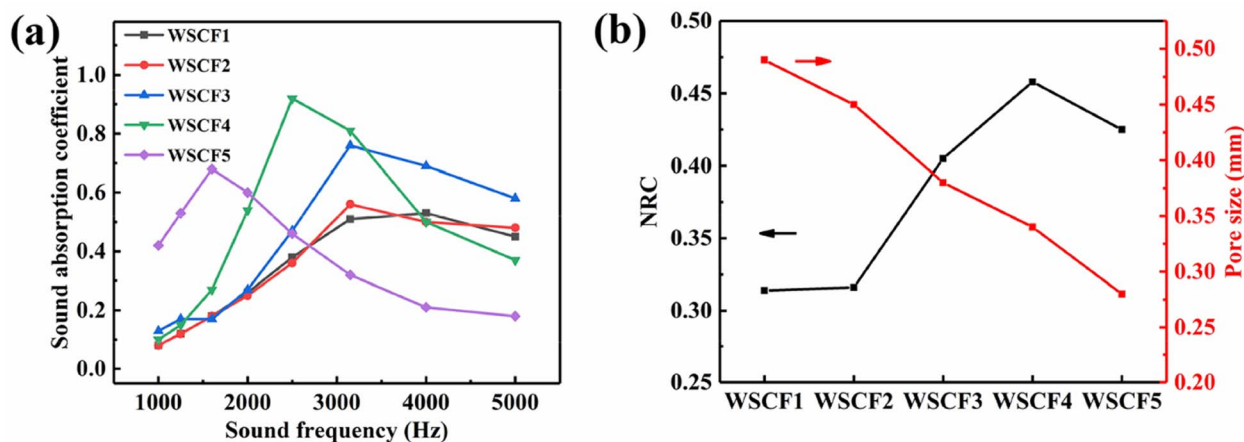 (a)
WSCF1
WSCF2
WSCF3
WSCF4
WSCF5
1.0
0.8
0.6
0.4
0.2
0.0
Sound absorption coefficient
1000
2000
3000
4000
5000
Sound frequency (Hz)
(b)
0.50
0.45
0.40
0.35
0.30
0.25
NRC
0.50
0.45
0.40
0.35
0.30
0.25
0.20
Pore size (mm)
WSCF1
WSCF2
WSCF3
WSCF4
WSCF5